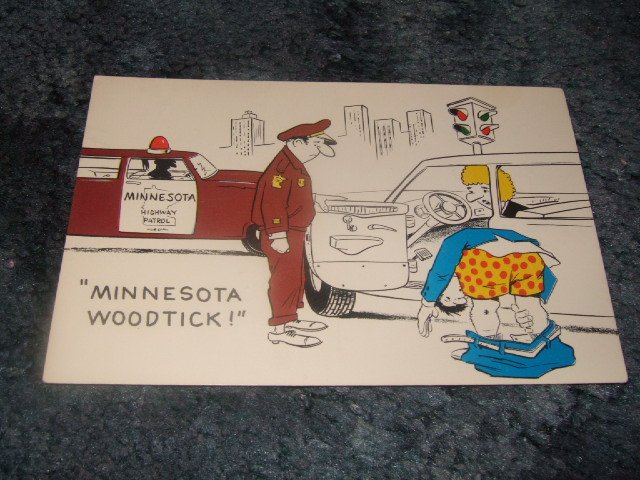 MINNESOTA
HIGHWAY
PATROL
"MINNESOTA
WOODTICK!"